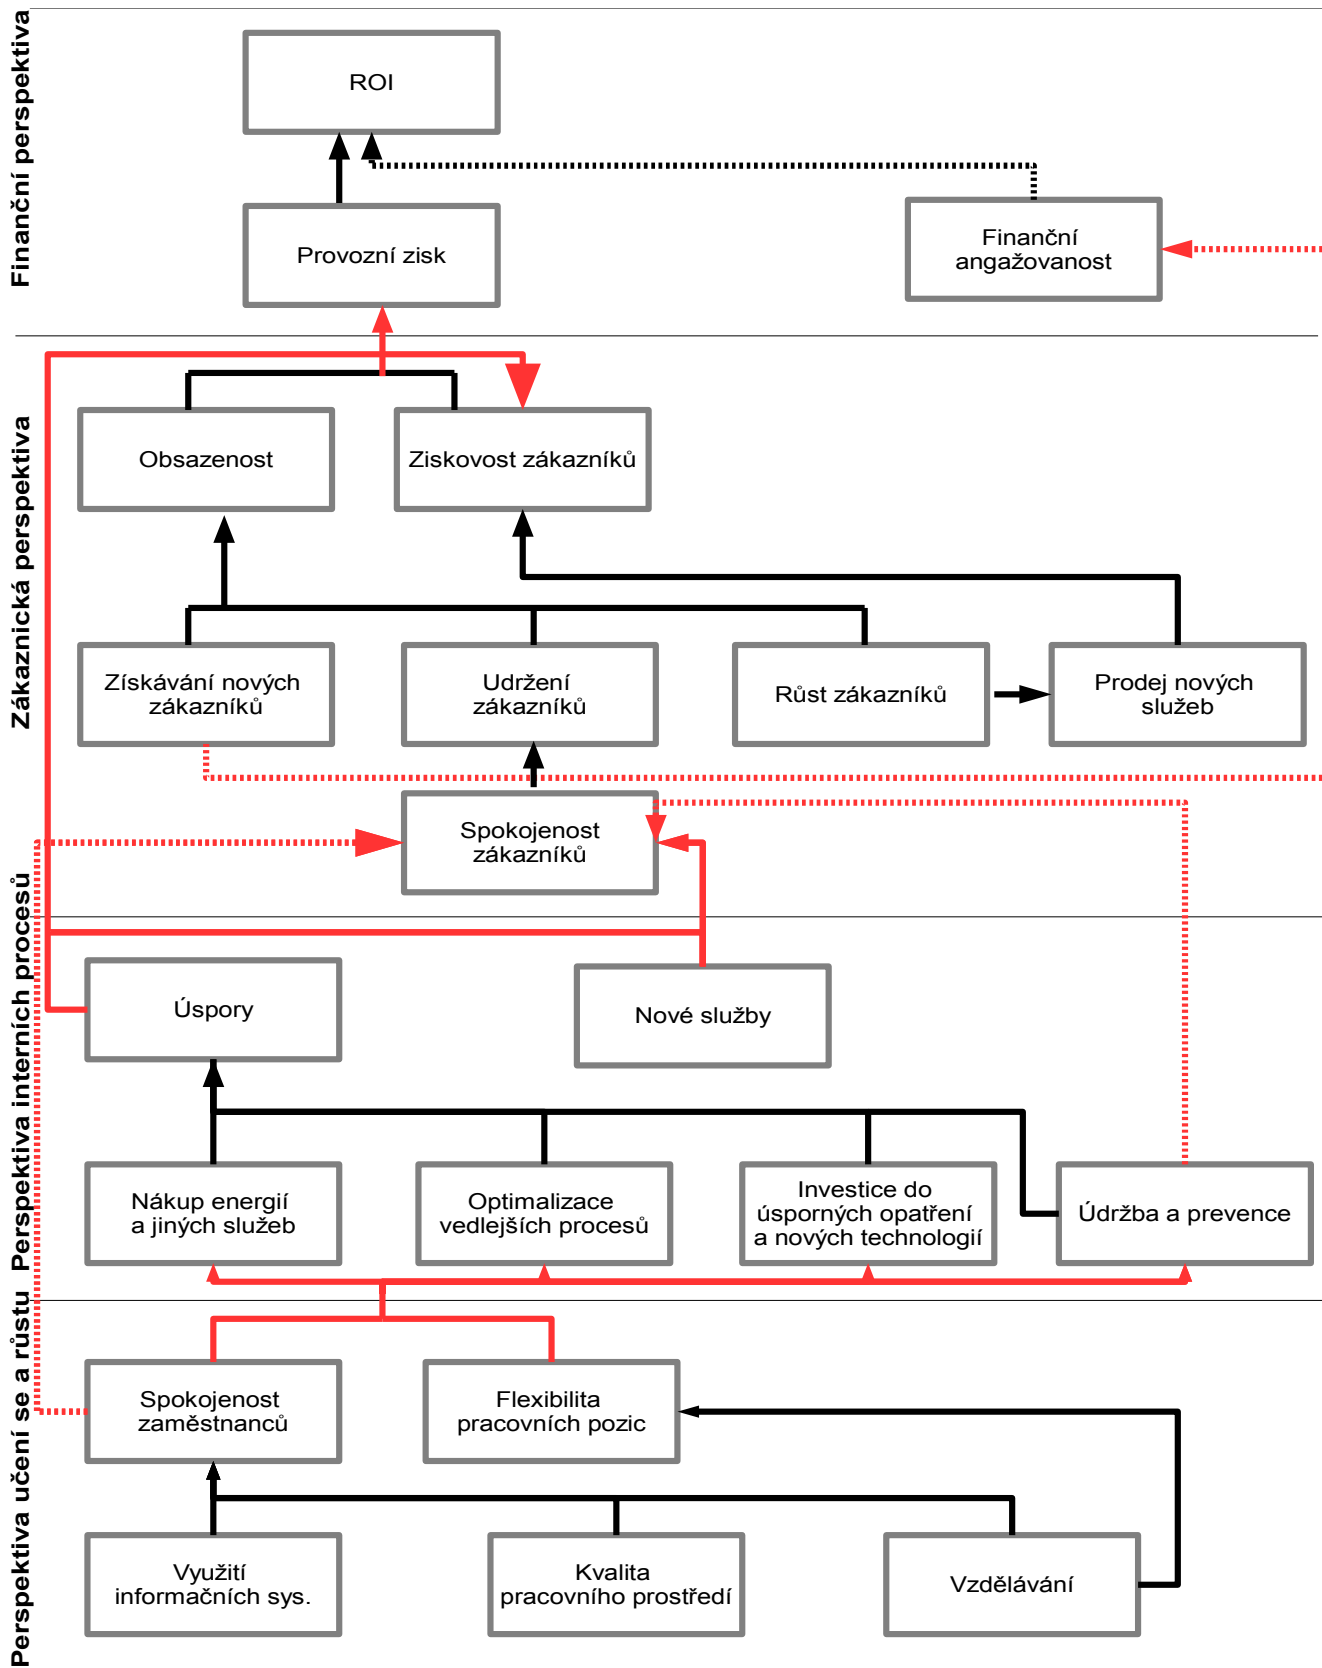 Finanční perspektiva
ROI
Provozní zisk
Finanční
angažovanost
Zákaznická perspektiva
Obsazenost
Ziskovost zákazníků
Získávání nových
zákazníků
Udržení
zákazníků
Růst zákazníků
Prodej nových
služeb
Spokojenost
zákazníků
Perspektiva interních procesů
Úspory
Nové služby
Nákup energií
a jiných služeb
Optimalizace
vedlejších procesů
Investice do
úsporných opatření
a nových technologií
Údržba a prevence
Perspektiva učení se a růstu
Spokojenost
zaměstnanců
Flexibilita
pracovních pozic
Využití
informačních sys.
Kvalita
pracovního prostředí
Vzdělávání